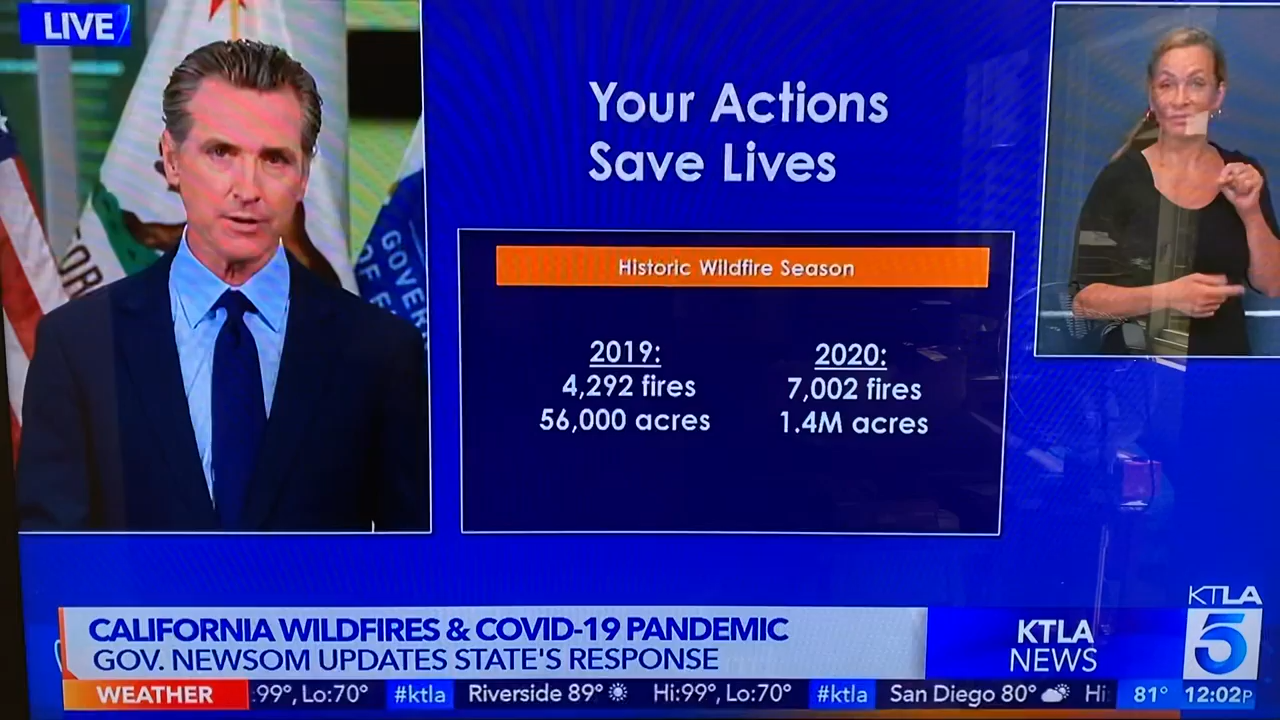 LIVE
Your Actions
Save Lives
Historic Wildfire Season
2019:
4,292 fires
56,000 acres
2020:
7,002 fires
1.4M acres
CALIFORNIA WILDFIRES & COVID-19 PANDEMIC
GOV. NEWSOM UPDATES STATE'S RESPONSE
KTLA
NEWS
KTLA
5
WEATHER :99°, Lo:70° #ktla Riverside 89° Hi:99°, Lo:70° #ktla San Diego 80° Hi: 81° 12:02P